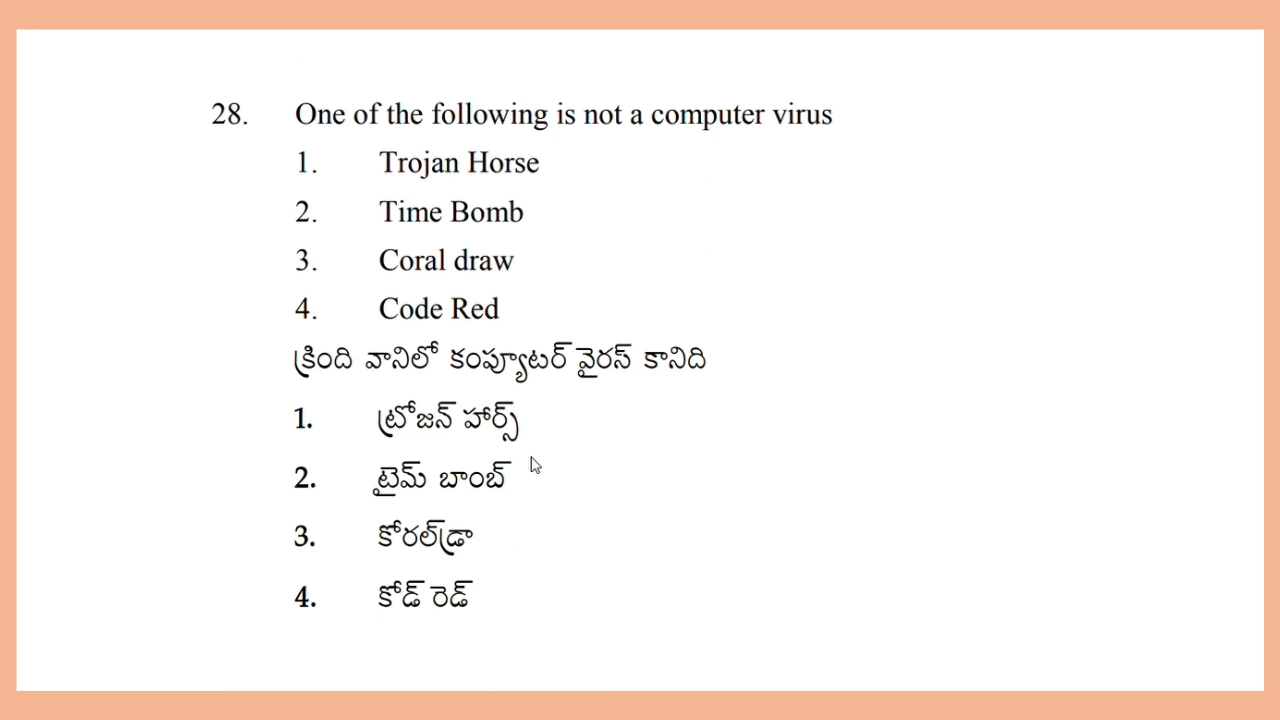 28. One of the following is not a computer virus
1. Trojan Horse
2. Time Bomb
3. Coral draw
4. Code Red
క్రింది వానిలో కంప్యూటర్ వైరస్ కానిది
1. ట్రోజన్ హార్స్
2. టైమ్ బాంబ్
3. కోరల్‌డ్రా
4. కోడ్ రెడ్